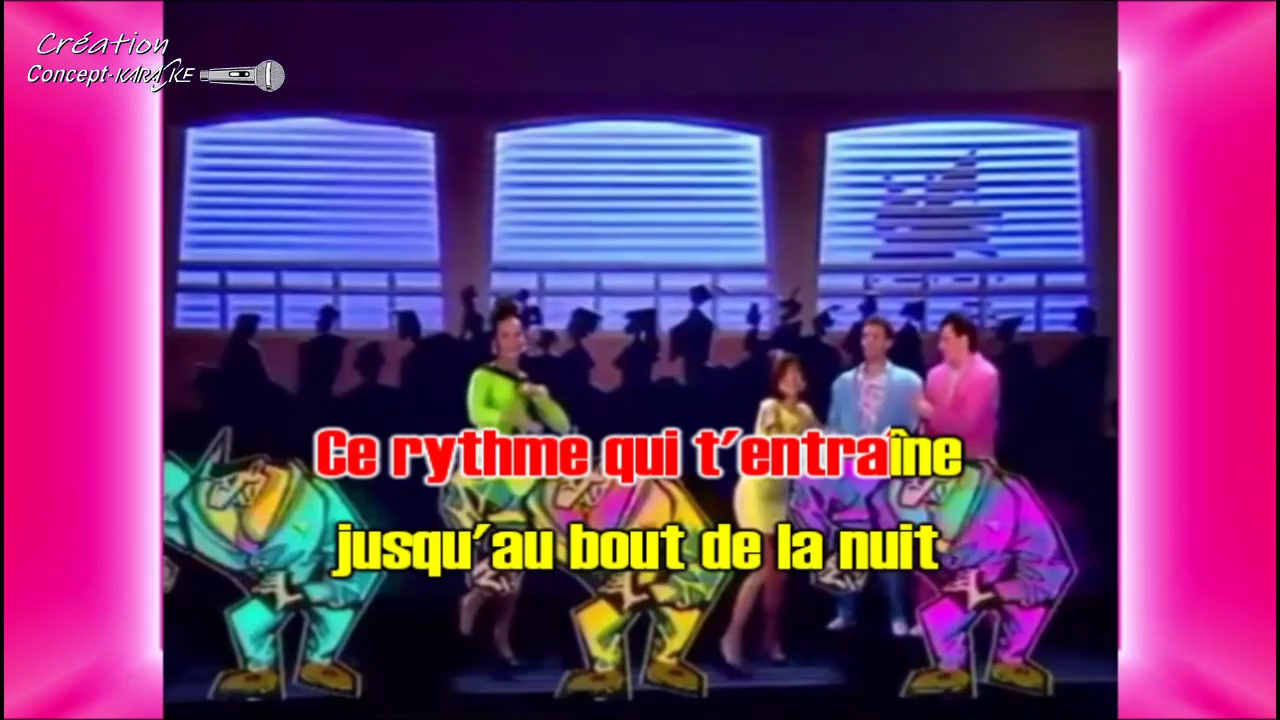 Création
Concept-KARAOKE
Ce rythme qui t'entraîne
jusqu'au bout de la nuit